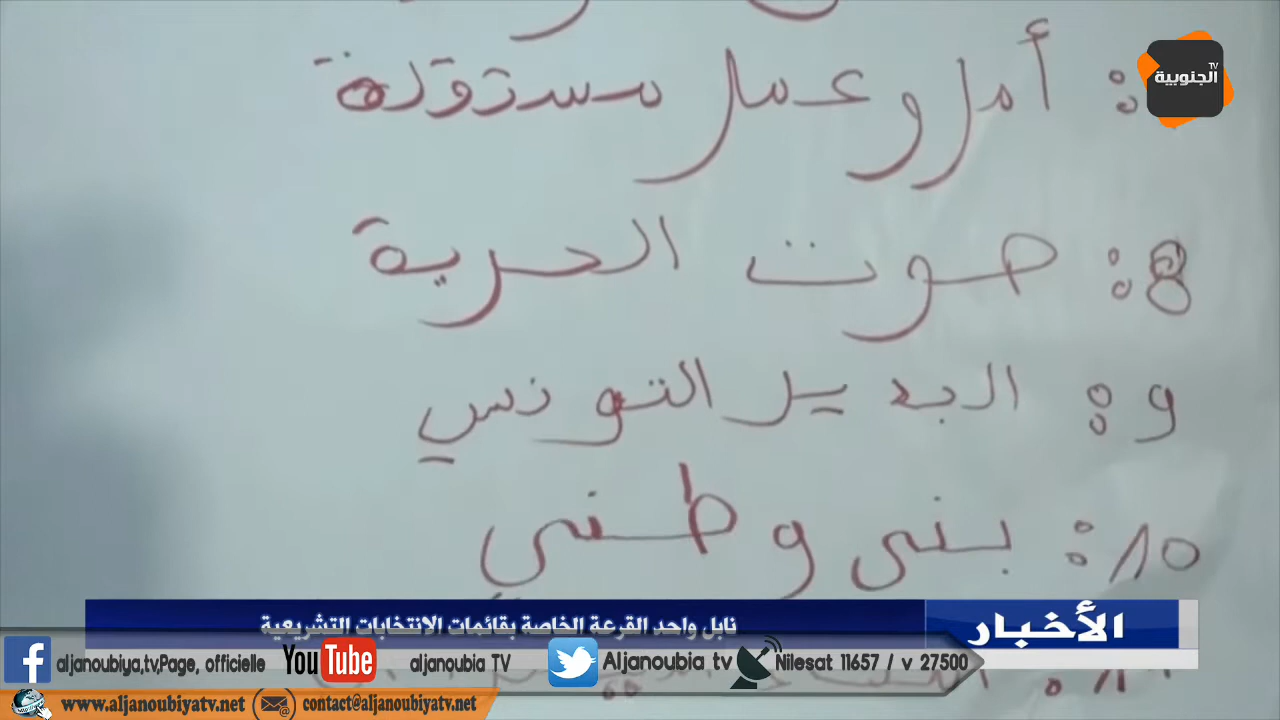 TV
الجنوبية
: أمل وعمل مستقلة
8: صوت الحرية
9: البديل التونسي
10: بني وطني
الأخبار
نابل واحد القرعة الخاصة بقائمات الانتخابات التشريعية
aljanoubiya,tv,Page, officielle
YouTube
aljanoubia TV
Aljanoubia tv
Nilesat 11657 / v 27500
www.aljanoubiyatv.net
contact@aljanoubiyatv.net